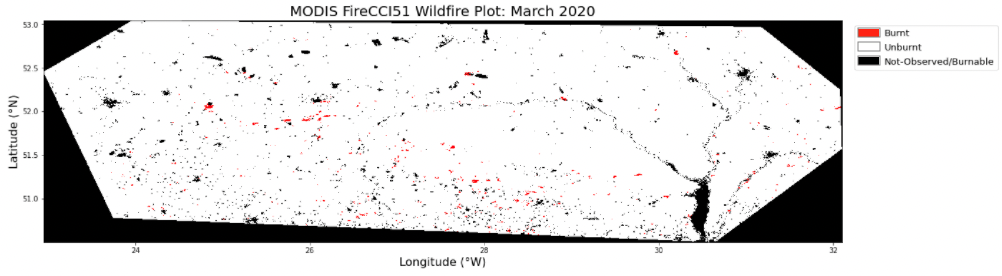 MODIS FireCCI51 Wildfire Plot: March 2020
53.0
52.5
52.0
51.5
51.0
Latitude (°N)
24
26
28
30
32
Longitude (°W)
Burnt
Unburnt
Not-Observed/Burnable